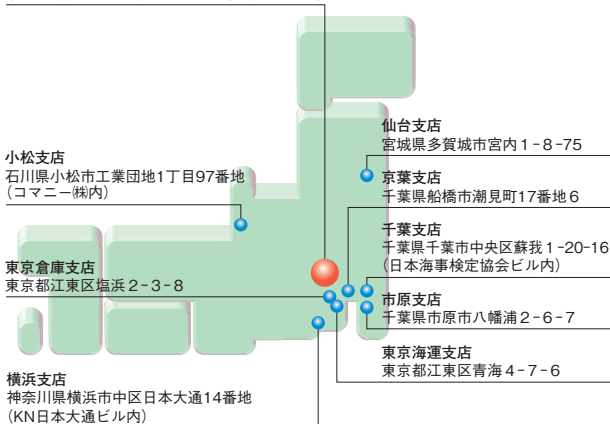 仙台支店
宮城県多賀城市宮内1-8-75
小松支店
石川県小松市工業団地1丁目97番地
(コマニー㈱内)
京葉支店
千葉県船橋市潮見町17番地6
千葉支店
千葉県千葉市中央区蘇我1-20-16
(日本海事検定協会ビル内)
東京倉庫支店
東京都江東区塩浜2-3-8
市原支店
千葉県市原市八幡浦2-6-7
東京海運支店
東京都江東区青海4-7-6
横浜支店
神奈川県横浜市中区日本大通14番地
(KN日本大通ビル内)